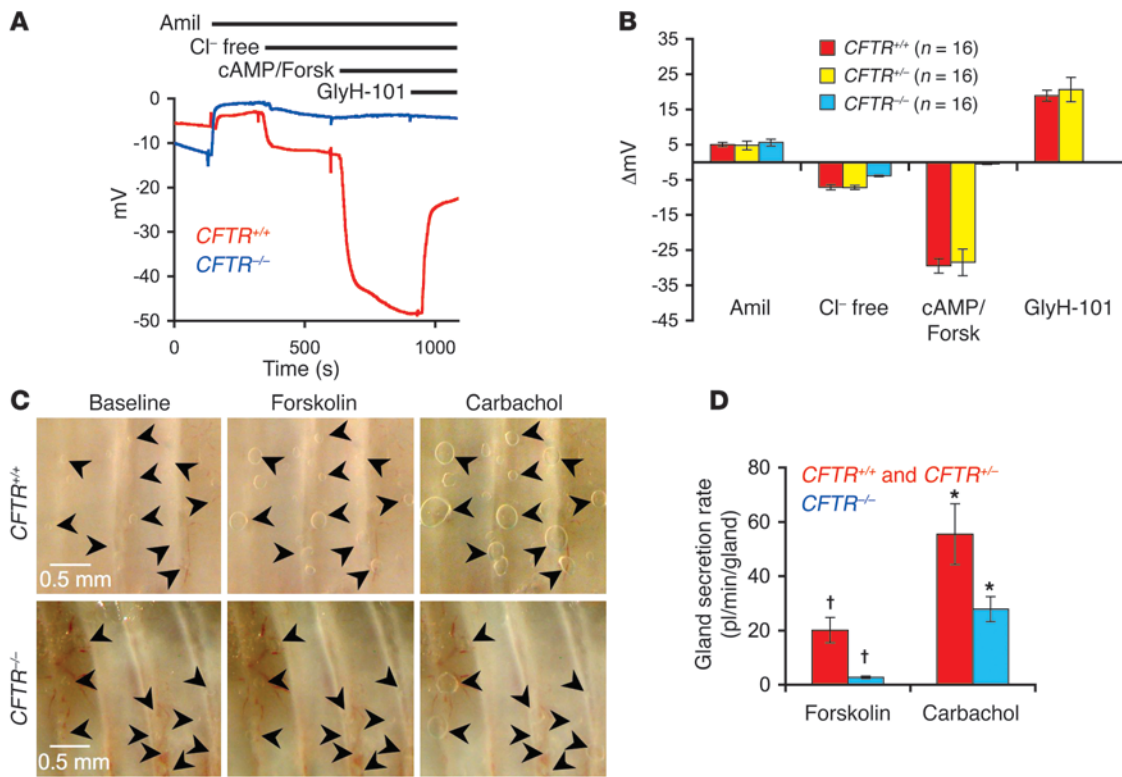 A
Amil
Cl⁻ free
cAMP/Forsk
GlyH-101
0
-10
-20
-30
-40
-50
mV
CFTR+/+
CFTR–/–
0 500 1000
Time (s)
B
CFTR+/+ (n = 16)
CFTR+/– (n = 16)
CFTR–/– (n = 16)
35
25
15
5
-5
-15
-25
-35
ΔmV
Amil Cl⁻ free cAMP/ GlyH-101
Forsk
C
Baseline Forskolin Carbachol
CFTR+/+
0.5 mm
CFTR–/–
0.5 mm
D
80
60
40
20
0
Gland secretion rate
(pl/min/gland)
CFTR+/+ and CFTR+/–
CFTR–/–
† † * *
Forskolin Carbachol